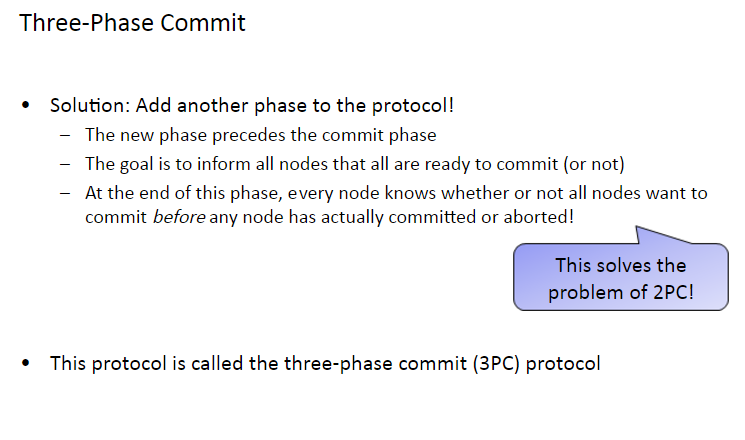 Three-Phase Commit
• Solution: Add another phase to the protocol!
– The new phase precedes the commit phase
– The goal is to inform all nodes that all are ready to commit (or not)
– At the end of this phase, every node knows whether or not all nodes want to
commit before any node has actually committed or aborted!
This solves the
problem of 2PC!
• This protocol is called the three-phase commit (3PC) protocol